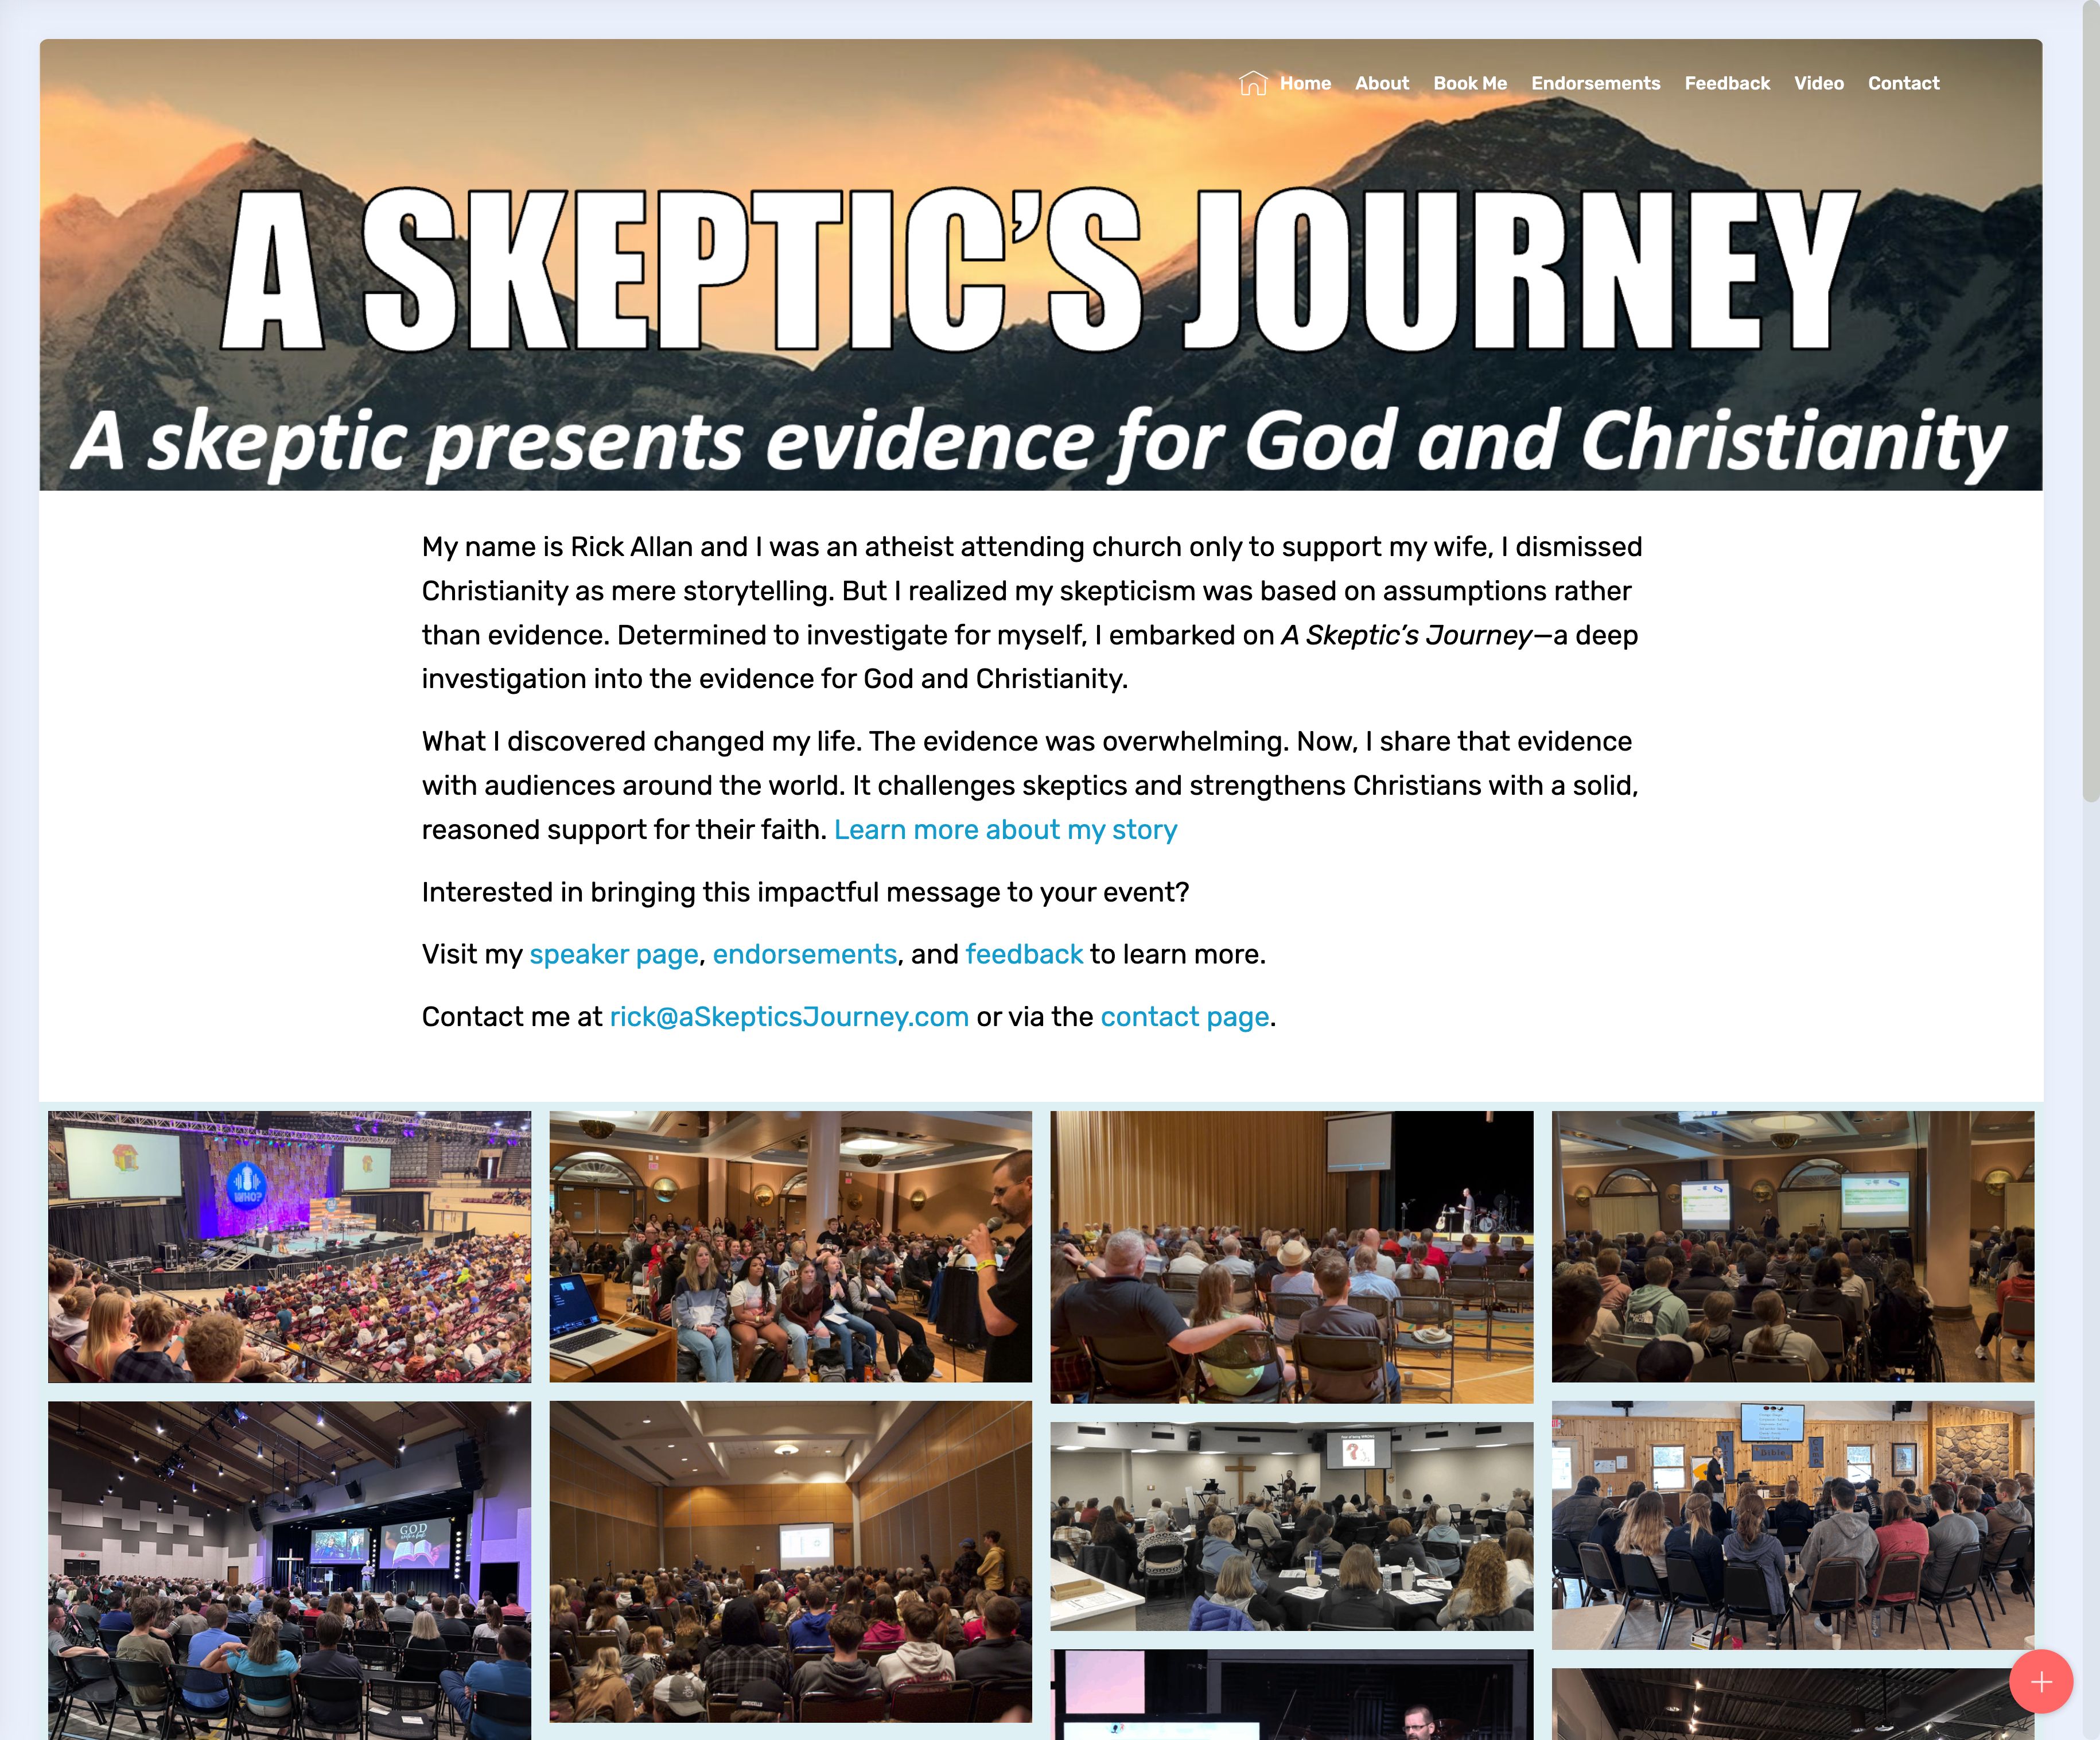 Home About Book Me Endorsements Feedback Video Contact
A SKEPTIC’S JOURNEY
A skeptic presents evidence for God and Christianity
My name is Rick Allan and I was an atheist attending church only to support my wife, I dismissed
Christianity as mere storytelling. But I realized my skepticism was based on assumptions rather
than evidence. Determined to investigate for myself, I embarked on A Skeptic’s Journey—a deep
investigation into the evidence for God and Christianity.
What I discovered changed my life. The evidence was overwhelming. Now, I share that evidence
with audiences around the world. It challenges skeptics and strengthens Christians with a solid,
reasoned support for their faith. Learn more about my story
Interested in bringing this impactful message to your event?
Visit my speaker page, endorsements, and feedback to learn more.
Contact me at rick@aSkepticsJourney.com or via the contact page.
WHO?
GOD